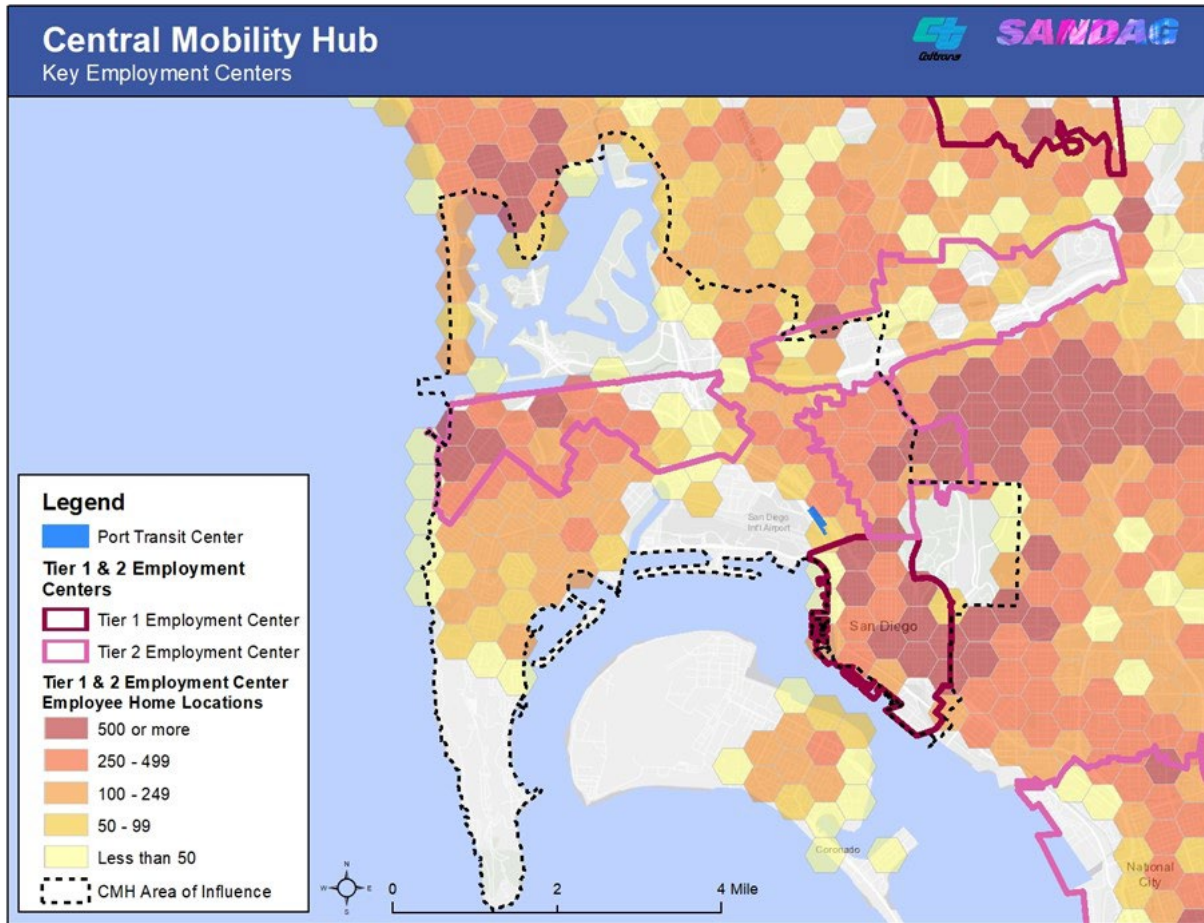 Central Mobility Hub
Key Employment Centers
Caltrans
SANDAG
San Diego
Int'l Airport
San Diego
Coronado
National
City
Legend
Port Transit Center
Tier 1 & 2 Employment
Centers
Tier 1 Employment Center
Tier 2 Employment Center
Tier 1 & 2 Employment Center
Employee Home Locations
500 or more
250 - 499
100 - 249
50 - 99
Less than 50
CMH Area of Influence
N
W E
S
0 2 4 Mile